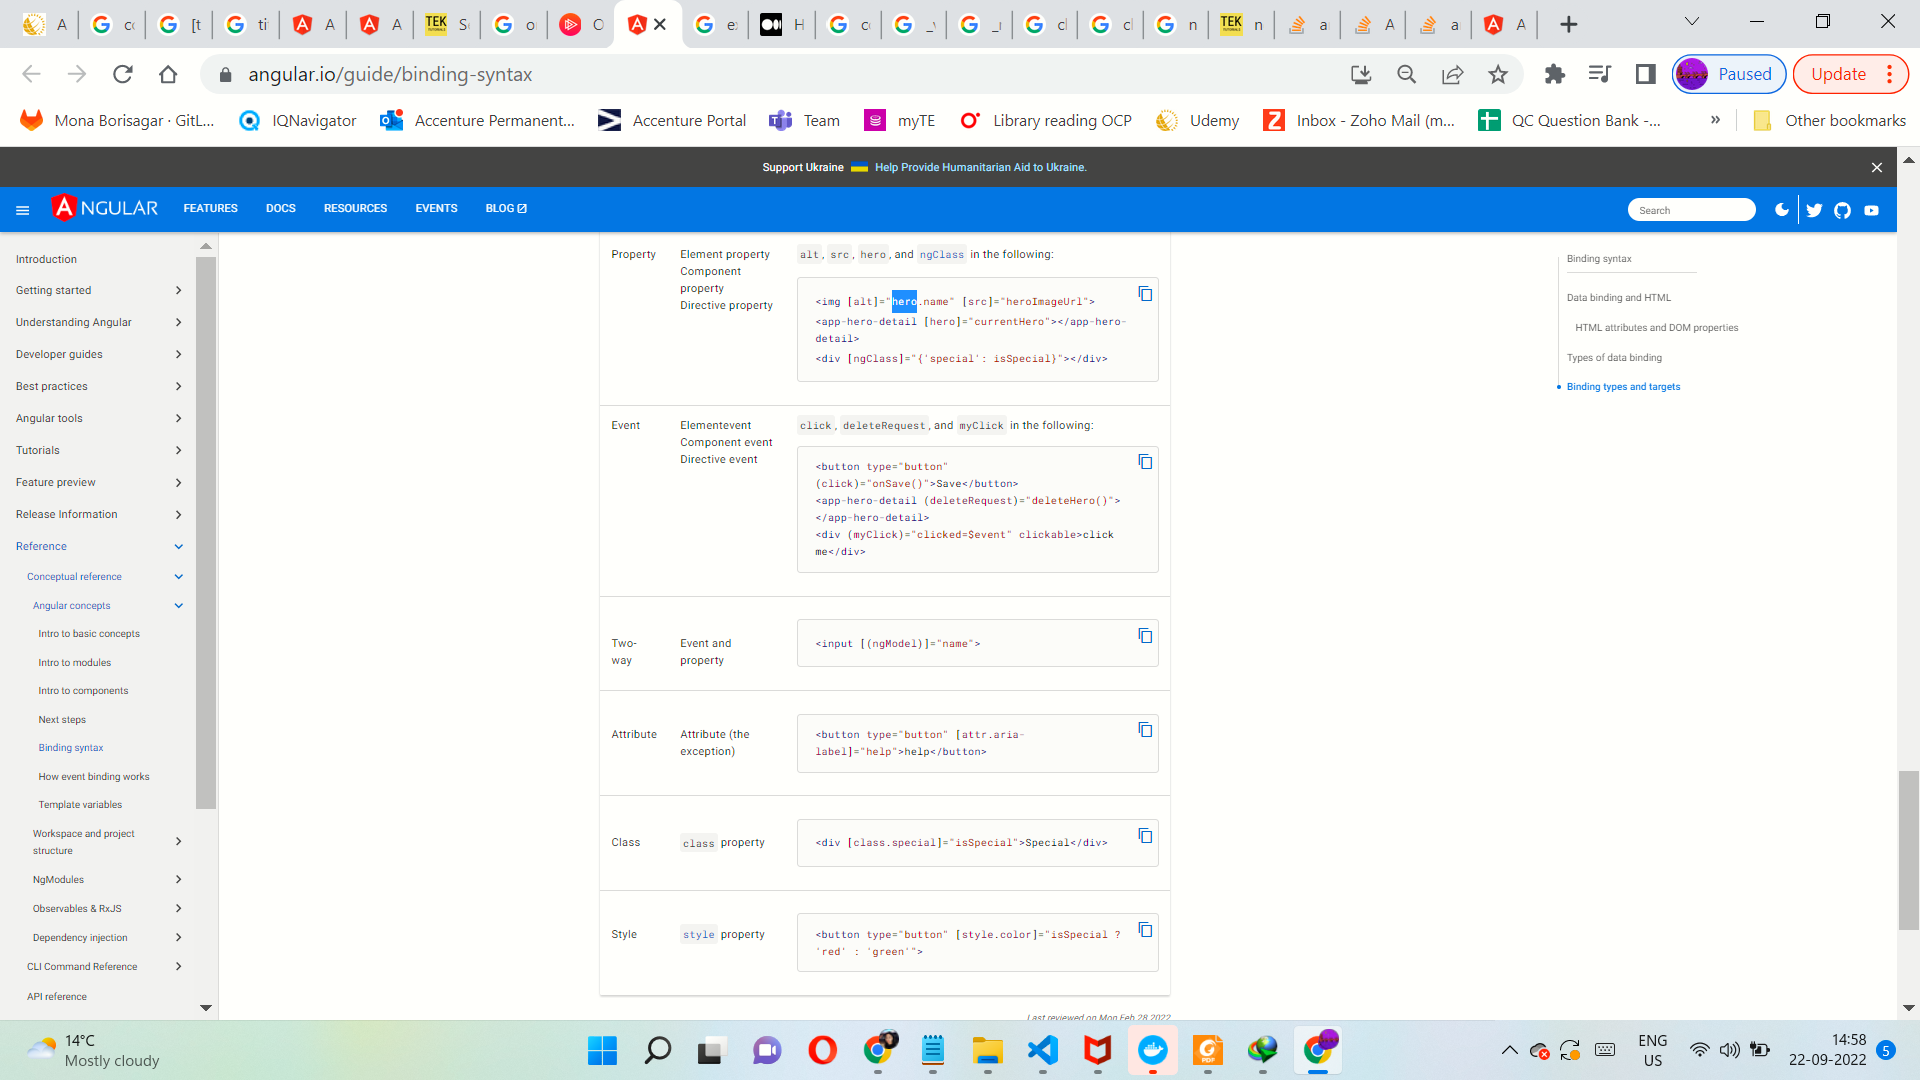 A
co
[t
ti
A
A
Se
o
O
ex
H
co
_v
_r
cl
cl
n
n
a
A
a
A
angular.io/guide/binding-syntax
Paused
Update
Mona Borisagar · GitL...
IQNavigator
Accenture Permanent...
Accenture Portal
Team
myTE
Library reading OCP
Udemy
Inbox - Zoho Mail (m...
QC Question Bank -...
»
Other bookmarks
Support Ukraine Help Provide Humanitarian Aid to Ukraine.
ANGULAR
FEATURES
DOCS
RESOURCES
EVENTS
BLOG
Search
Introduction
Getting started
Understanding Angular
Developer guides
Best practices
Angular tools
Tutorials
Feature preview
Release Information
Reference
Conceptual reference
Angular concepts
Intro to basic concepts
Intro to modules
Intro to components
Next steps
Binding syntax
How event binding works
Template variables
Workspace and project
structure
NgModules
Observables & RxJS
Dependency injection
CLI Command Reference
API reference
Property
Element property
Component
property
Directive property
alt, src, hero, and ngClass in the following:
<img [alt]="hero.name" [src]="heroImageUrl">
<app-hero-detail [hero]="currentHero"></app-hero-
detail>
<div [ngClass]="{'special': isSpecial}"></div>
Event
Elementevent
Component event
Directive event
click, deleteRequest, and myClick in the following:
<button type="button"
(click)="onSave()">Save</button>
<app-hero-detail (deleteRequest)="deleteHero()">
</app-hero-detail>
<div (myClick)="clicked=$event" clickable>click
me</div>
Two-
way
Event and
property
<input [(ngModel)]="name">
Attribute
Attribute (the
exception)
<button type="button" [attr.aria-
label]="help">help</button>
Class
class property
<div [class.special]="isSpecial">Special</div>
Style
style property
<button type="button" [style.color]="isSpecial ?
'red' : 'green'">
Last reviewed on Mon Feb 28 2022
Binding syntax
Data binding and HTML
HTML attributes and DOM properties
Types of data binding
Binding types and targets
14°C
Mostly cloudy
ENG
US
14:58
22-09-2022
5